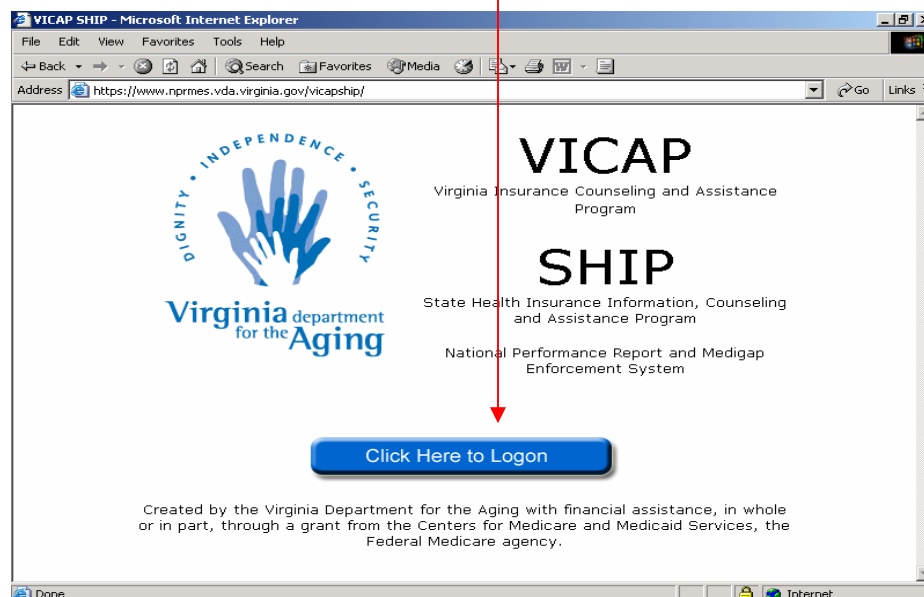 VICAP SHIP - Microsoft Internet Explorer
File Edit View Favorites Tools Help
Back Search Favorites Media
Address https://www.nprmes.vda.virginia.gov/vicapship/ Go Links
DIGNITY • INDEPENDENCE • SECURITY
Virginia department
for the Aging
VICAP
Virginia Insurance Counseling and Assistance
Program
SHIP
State Health Insurance Information, Counseling
and Assistance Program
National Performance Report and Medigap
Enforcement System
Click Here to Logon
Created by the Virginia Department for the Aging with financial assistance, in whole
or in part, through a grant from the Centers for Medicare and Medicaid Services, the
Federal Medicare agency.
Done Internet